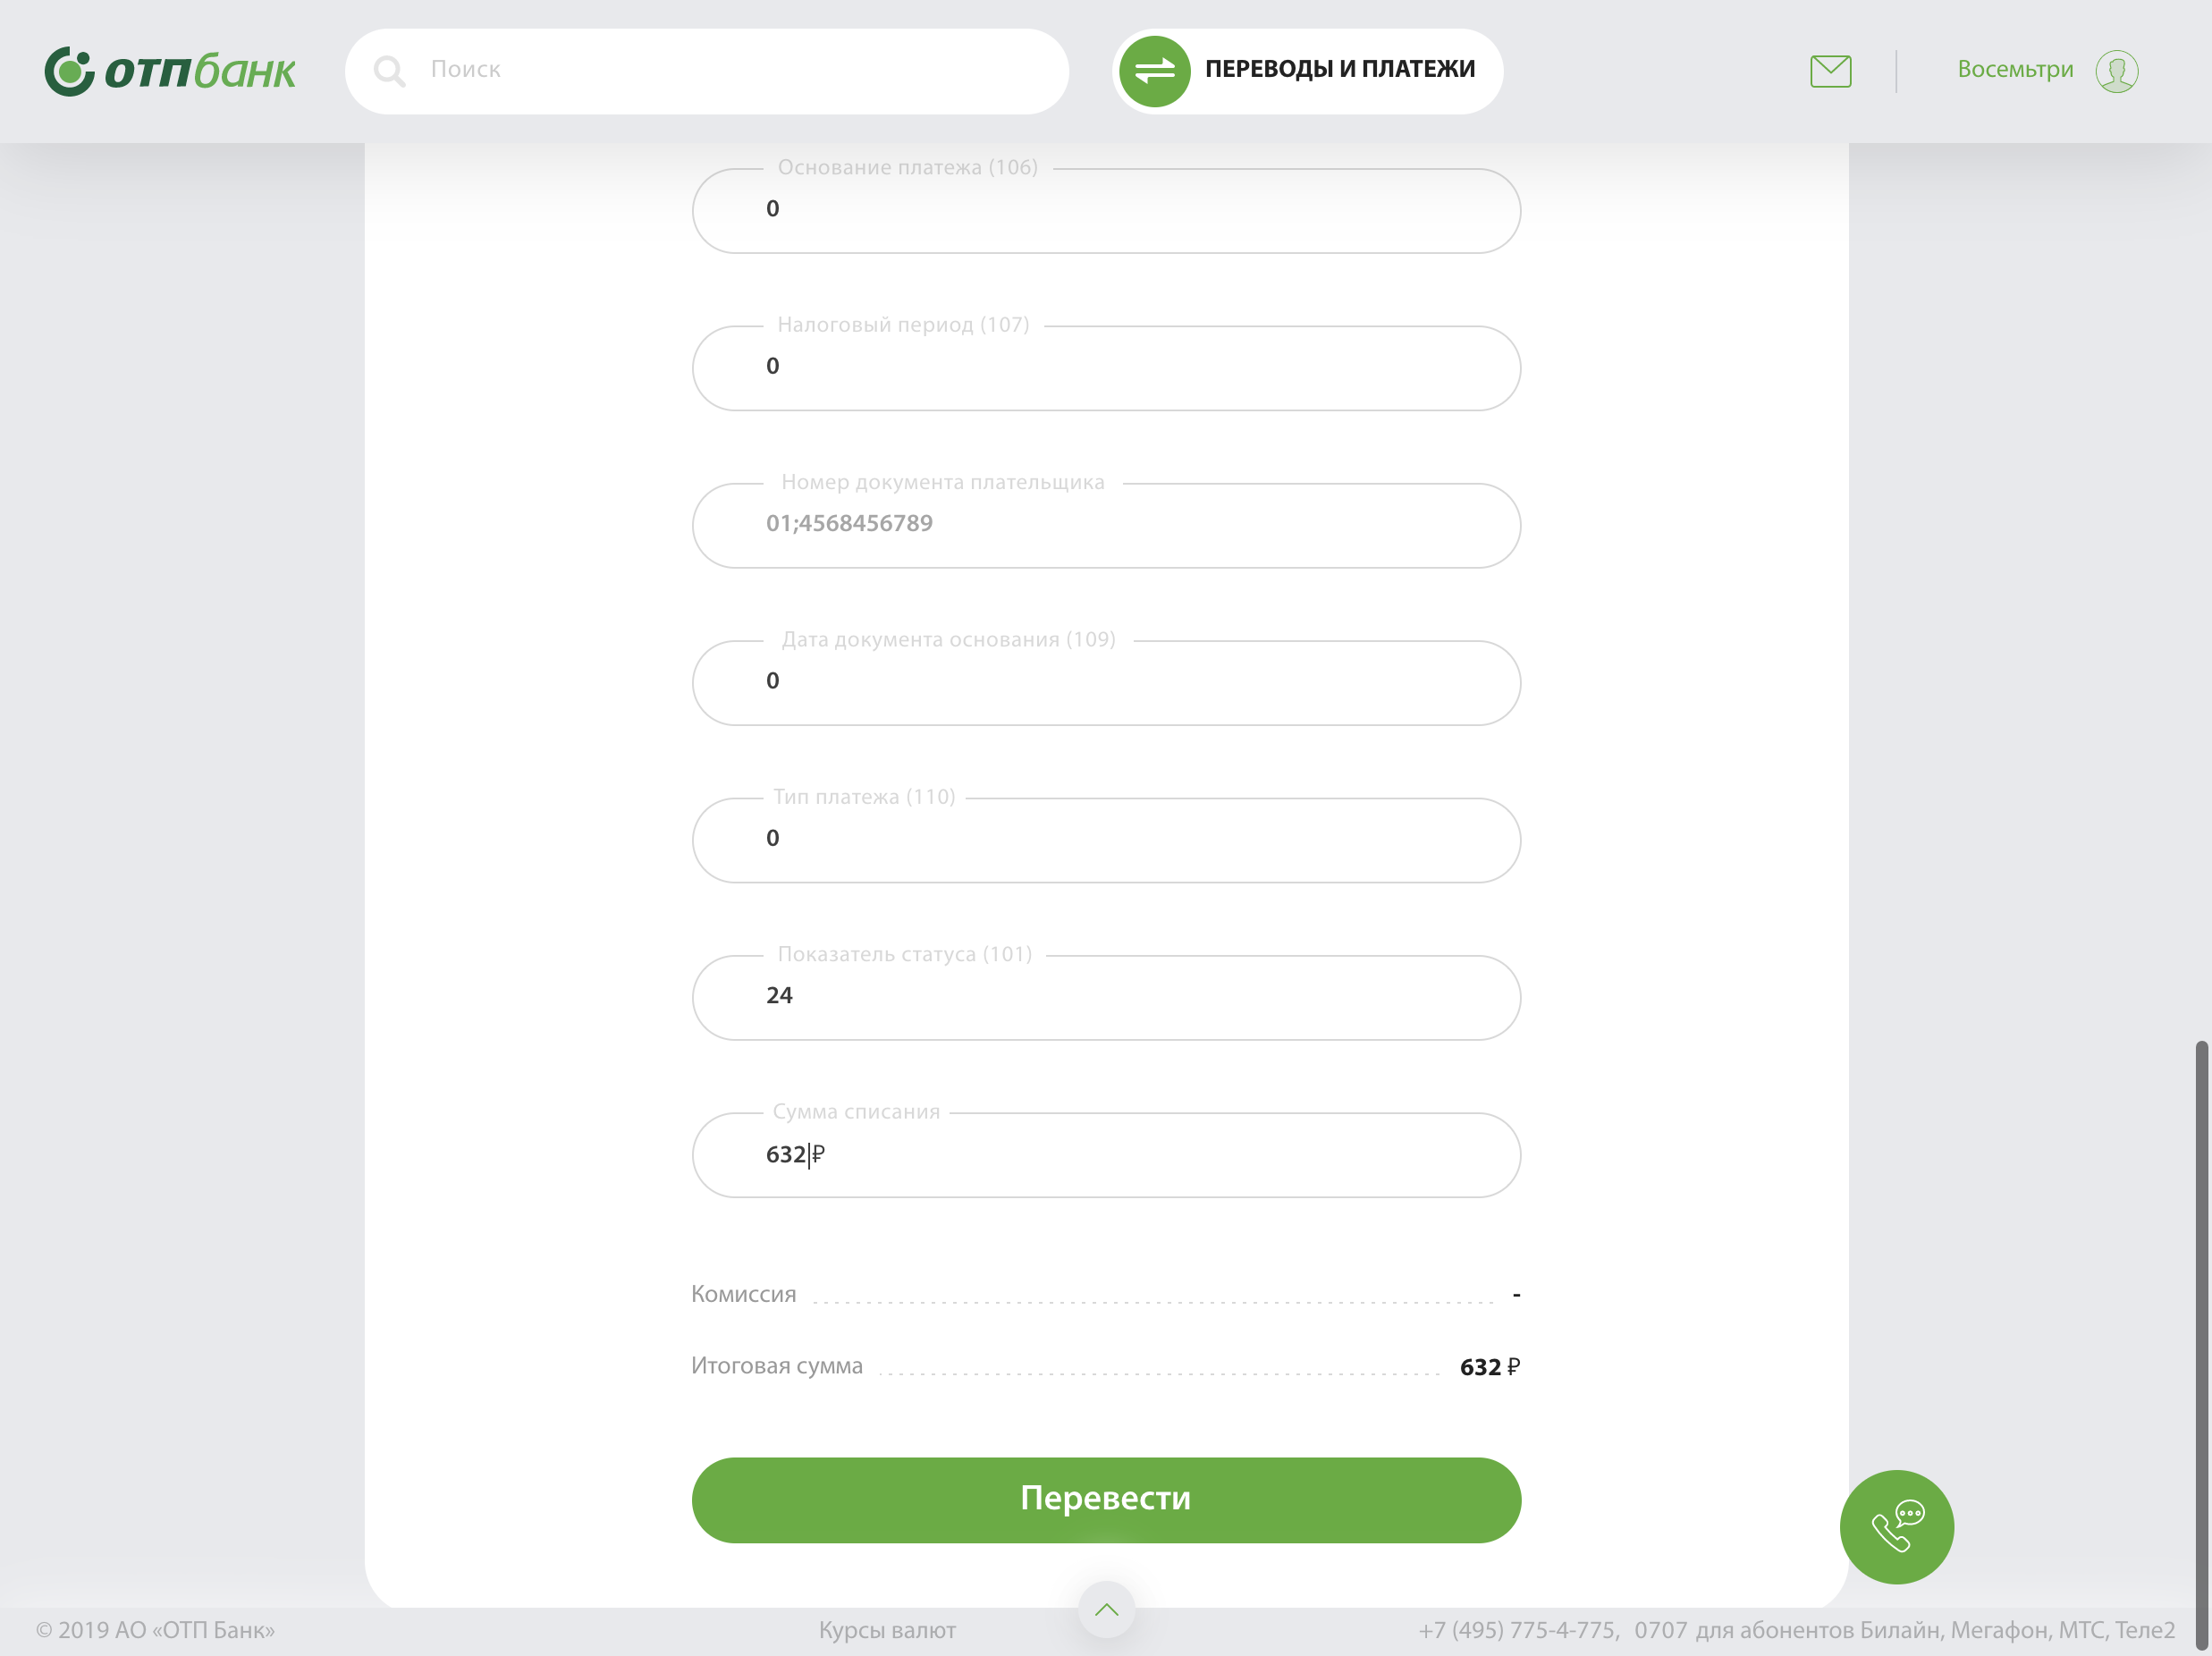 отпбанк
Поиск
ПЕРЕВОДЫ И ПЛАТЕЖИ
Восемьтри
Основание платежа (106)
0
Налоговый период (107)
0
Номер документа плательщика
01;4568456789
Дата документа основания (109)
0
Тип платежа (110)
0
Показатель статуса (101)
24
Сумма списания
632 ₽
Комиссия -
Итоговая сумма 632 ₽
Перевести
© 2019 АО «ОТП Банк» Курсы валют +7 (495) 775-4-775, 0707 для абонентов Билайн, Мегафон, МТС, Теле2